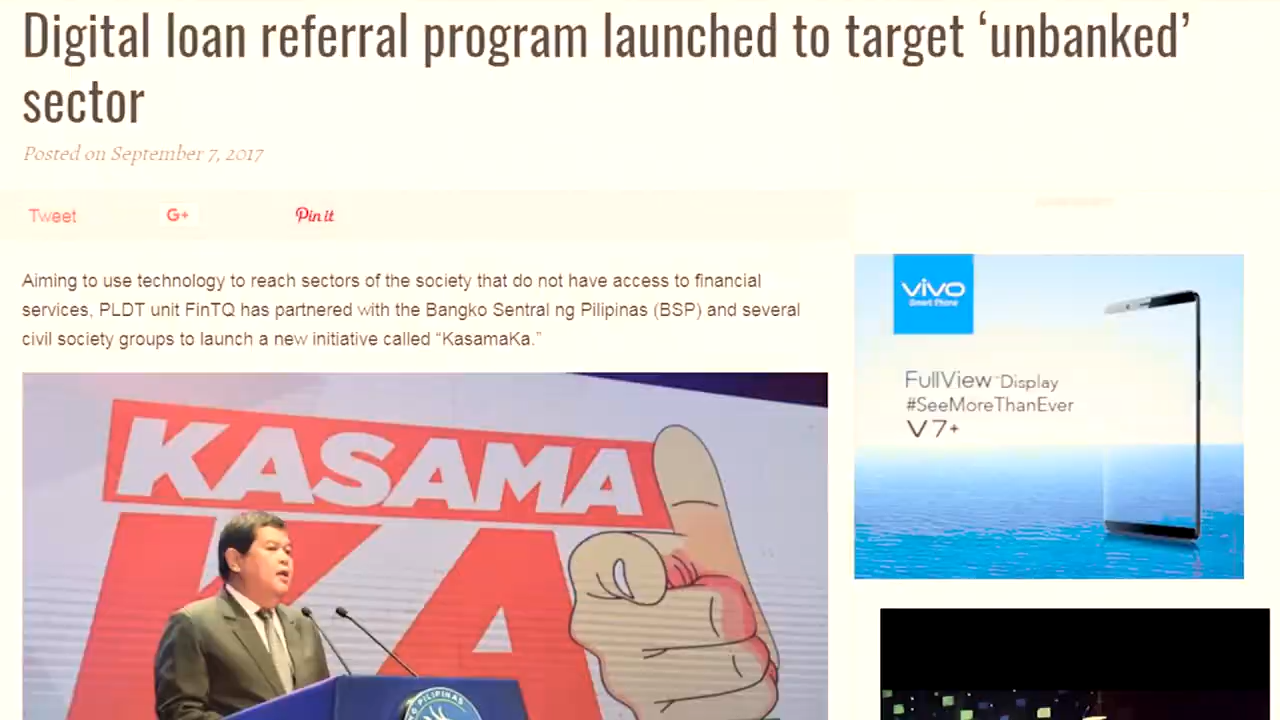 Digital loan referral program launched to target ‘unbanked’
sector
Posted on September 7, 2017
Tweet
G+
Pin it
Aiming to use technology to reach sectors of the society that do not have access to financial
services, PLDT unit FinTQ has partnered with the Bangko Sentral ng Pilipinas (BSP) and several
civil society groups to launch a new initiative called “KasamaKa.”
vivo
Smart Phone
FullView™ Display
#SeeMoreThanEver
V7+
KASAMA
KA
PILIPINAS